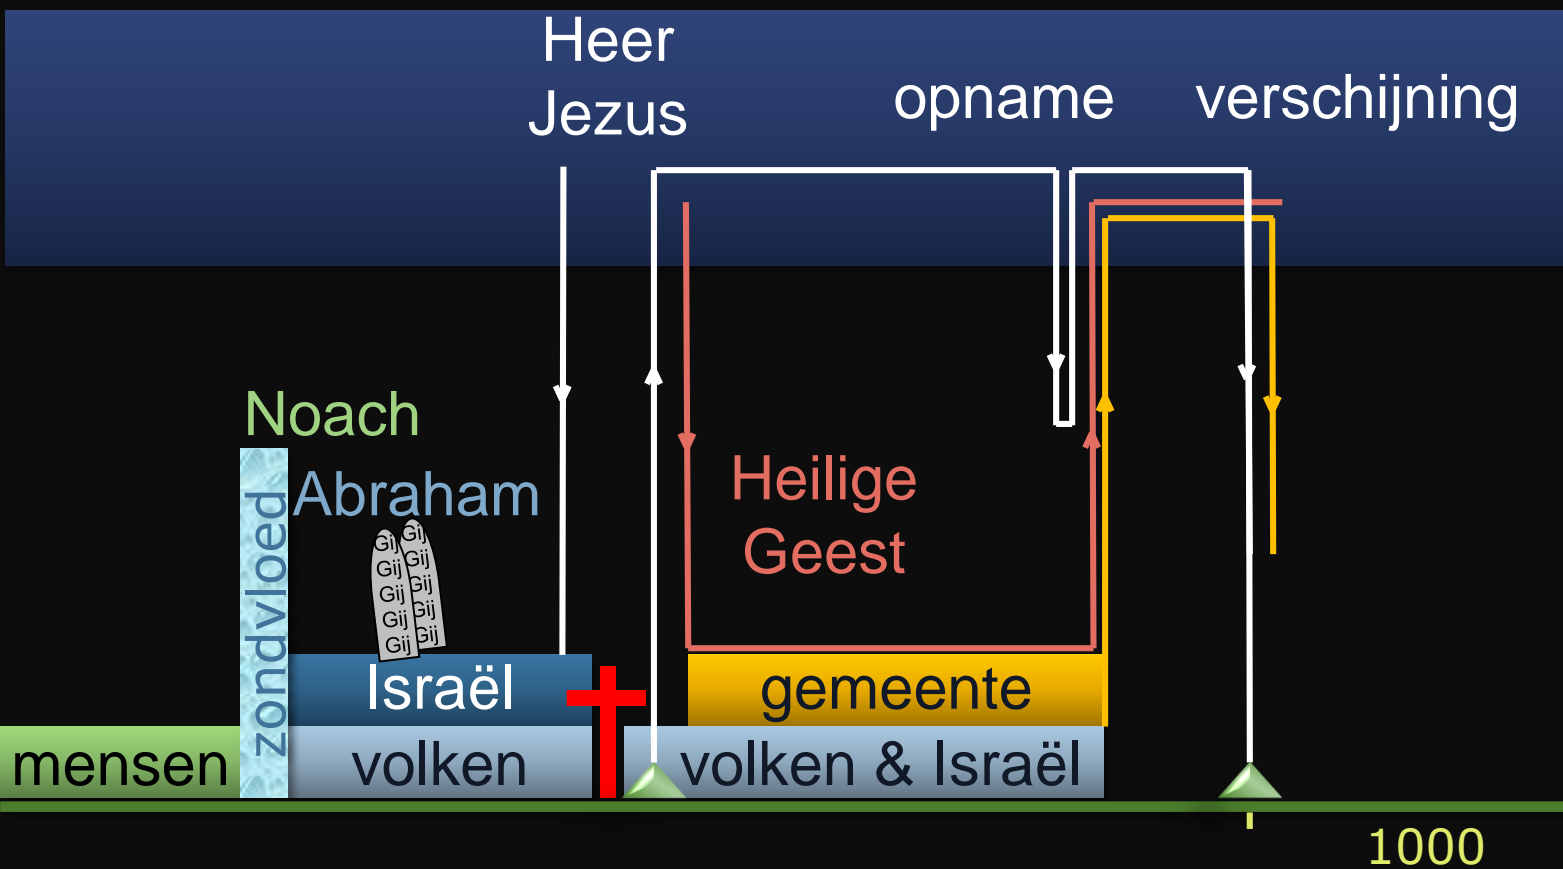 Heer
Jezus
opname
verschijning
Noach
Abraham
zondvloed
Gij
Gij
Gij
Gij
Gij
Gij
Gij
Gij
Gij
Gij
Heilige
Geest
Israël
gemeente
mensen
volken
volken & Israël
1000